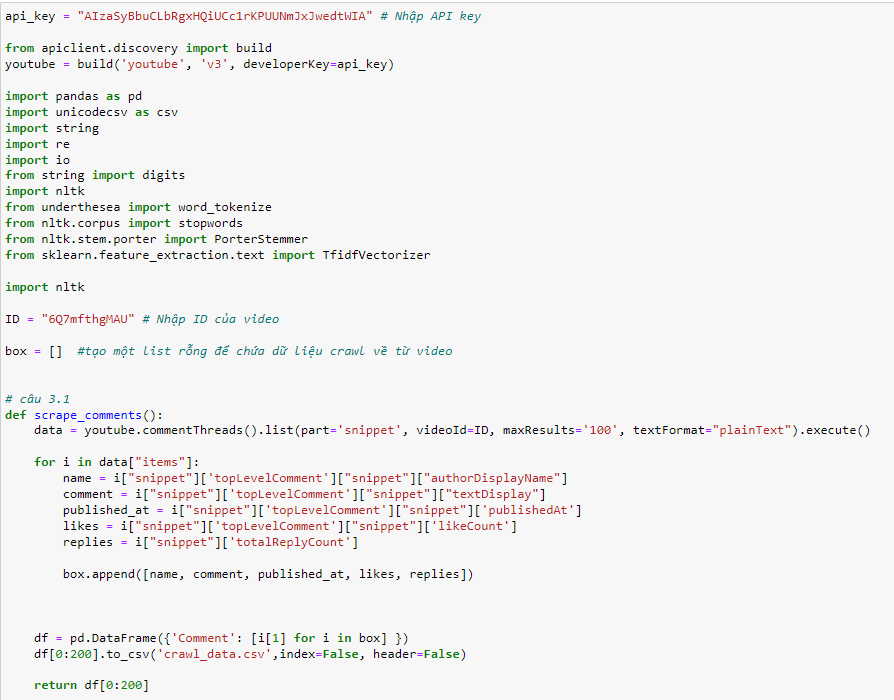 api_key = "AIzaSyBbuCLbRgxHQiUCc1rKPUUNmJxJwedtWIA" # Nhập API key
from apiclient.discovery import build
youtube = build('youtube', 'v3', developerKey=api_key)
import pandas as pd
import unicodecsv as csv
import string
import re
import io
from string import digits
import nltk
from underthesea import word_tokenize
from nltk.corpus import stopwords
from nltk.stem.porter import PorterStemmer
from sklearn.feature_extraction.text import TfidfVectorizer
import nltk
ID = "6Q7mfthgMAU" # Nhập ID của video
box = []  #tạo một list rỗng để chứa dữ liệu crawl về từ video
# câu 3.1
def scrape_comments():
    data = youtube.commentThreads().list(part='snippet', videoId=ID, maxResults='100', textFormat="plainText").execute()
    for i in data["items"]:
        name = i["snippet"]['topLevelComment']["snippet"]["authorDisplayName"]
        comment = i["snippet"]['topLevelComment']["snippet"]["textDisplay"]
        published_at = i["snippet"]['topLevelComment']["snippet"]['publishedAt']
        likes = i["snippet"]['topLevelComment']["snippet"]['likeCount']
        replies = i["snippet"]['totalReplyCount']
        box.append([name, comment, published_at, likes, replies])
    df = pd.DataFrame({'Comment': [i[1] for i in box] })
    df[0:200].to_csv('crawl_data.csv',index=False, header=False)
    return df[0:200]